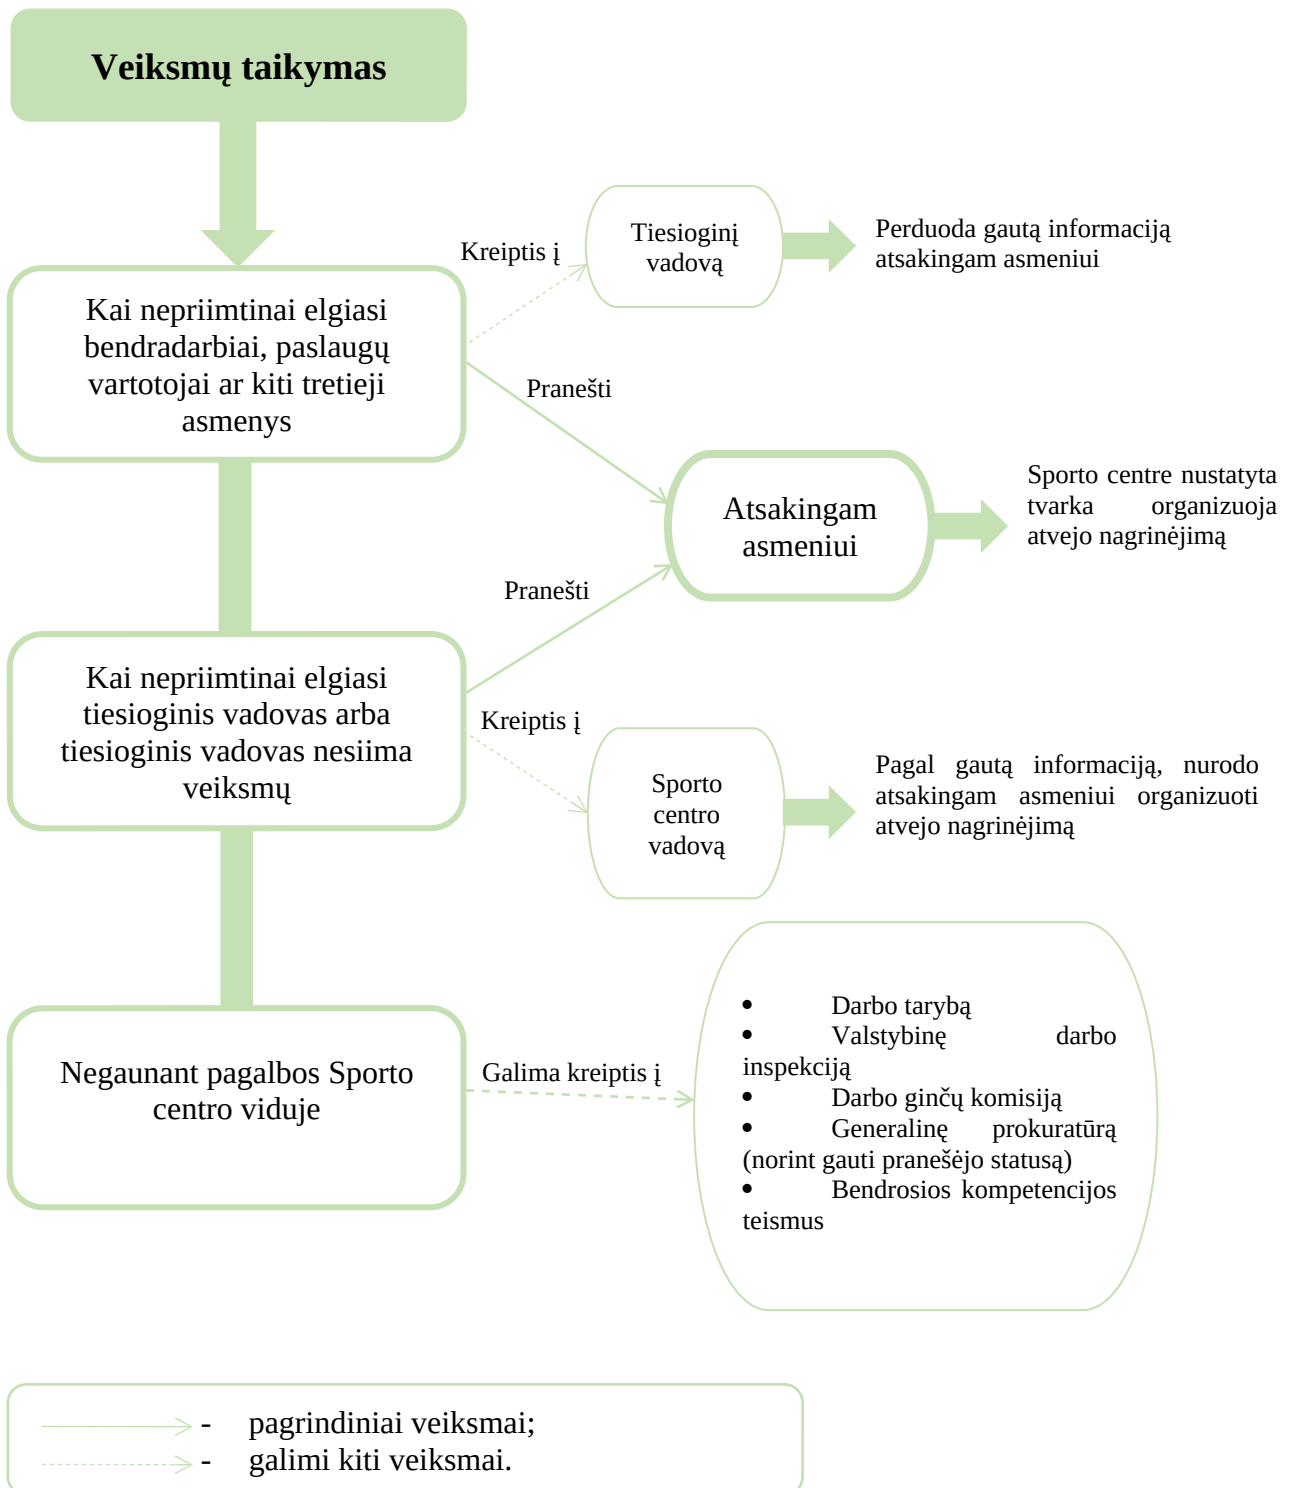 Veiksmų taikymas
Kreiptis į
Tiesioginį
vadovą
Perduoda gautą informaciją
atsakingam asmeniui
Kai nepriimtinai elgiasi
bendradarbiai, paslaugų
vartotojai ar kiti tretieji
asmenys
Pranešti
Atsakingam
asmeniui
Sporto centre nustatyta
tvarka organizuoja
atvejo nagrinėjimą
Pranešti
Kai nepriimtinai elgiasi
tiesioginis vadovas arba
tiesioginis vadovas nesiima
veiksmų
Kreiptis į
Sporto
centro
vadovą
Pagal gautą informaciją, nurodo
atsakingam asmeniui organizuoti
atvejo nagrinėjimą
Negaunant pagalbos Sporto
centro viduje
Galima kreiptis į
• Darbo tarybą
• Valstybinę darbo
inspekciją
• Darbo ginčų komisiją
• Generalinę prokuratūrą
(norint gauti pranešėjo statusą)
• Bendrosios kompetencijos
teismus
- pagrindiniai veiksmai;
- galimi kiti veiksmai.